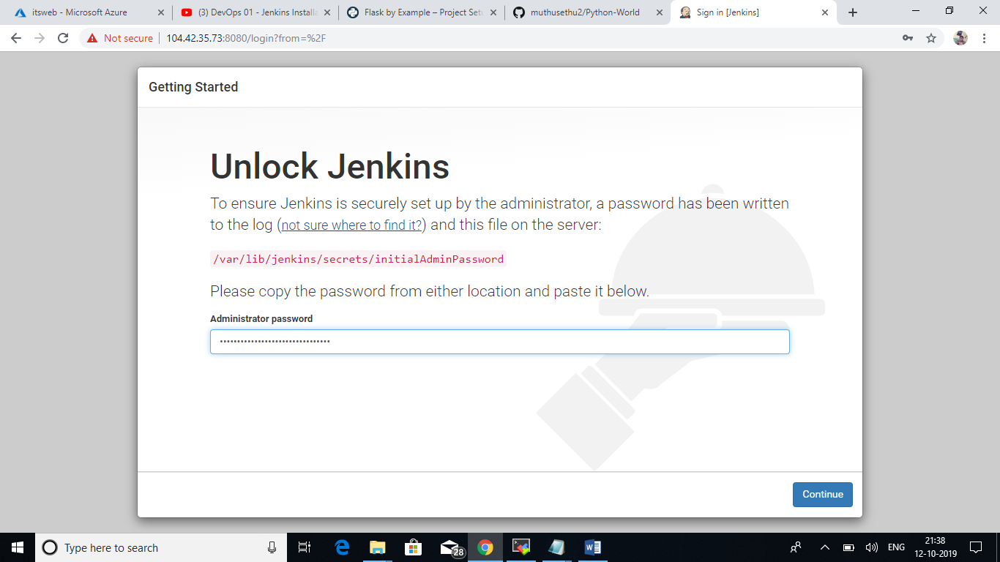 itsweb - Microsoft Azure
(3) DevOps 01 - Jenkins Installa
Flask by Example – Project Setu
muthusethu2/Python-World
Sign in [Jenkins]
Not secure
104.42.35.73:8080/login?from=%2F
Getting Started
Unlock Jenkins
To ensure Jenkins is securely set up by the administrator, a password has been written
to the log (not sure where to find it?) and this file on the server:
/var/lib/jenkins/secrets/initialAdminPassword
Please copy the password from either location and paste it below.
Administrator password
Continue
Type here to search
28
ENG
21:38
12-10-2019